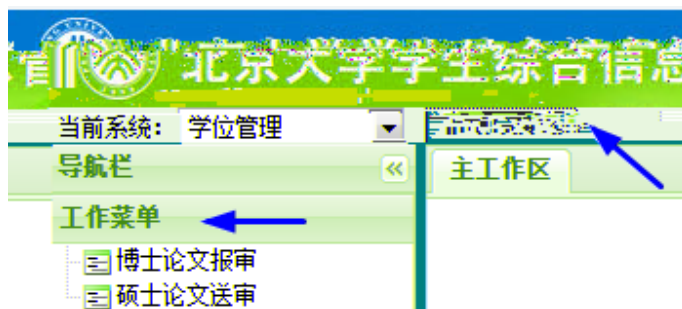 北京大学学生综合信息
当前系统： 学位管理
导航栏
主工作区
工作菜单
博士论文报审
硕士论文送审